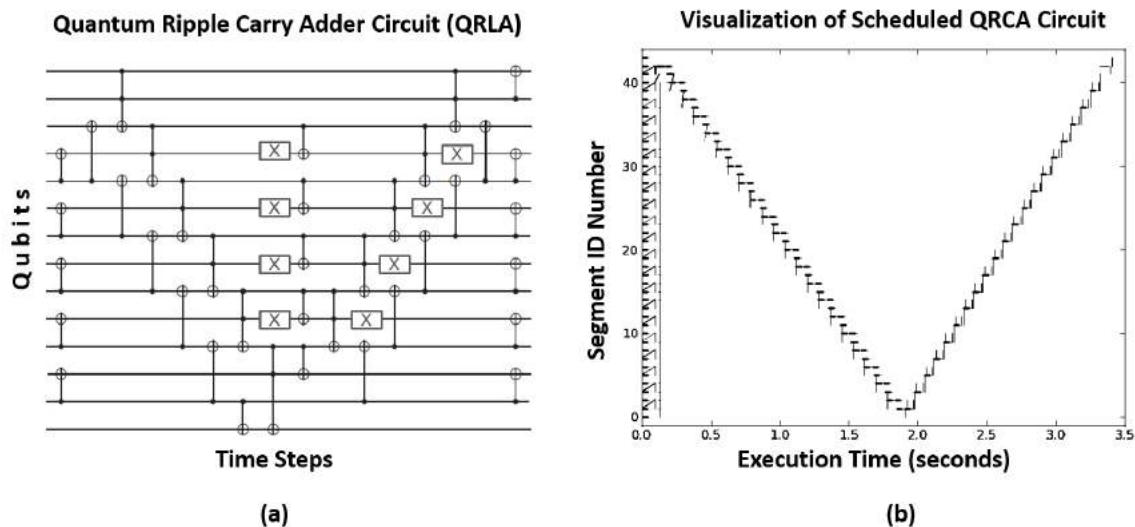 Quantum Ripple Carry Adder Circuit (QRLA)
Qubits
X
X
X
X
X
X
X
X
Time Steps
(a)
Visualization of Scheduled QRCA Circuit
Segment ID Number
40
30
20
10
0
0.0 0.5 1.0 1.5 2.0 2.5 3.0 3.5
Execution Time (seconds)
(b)